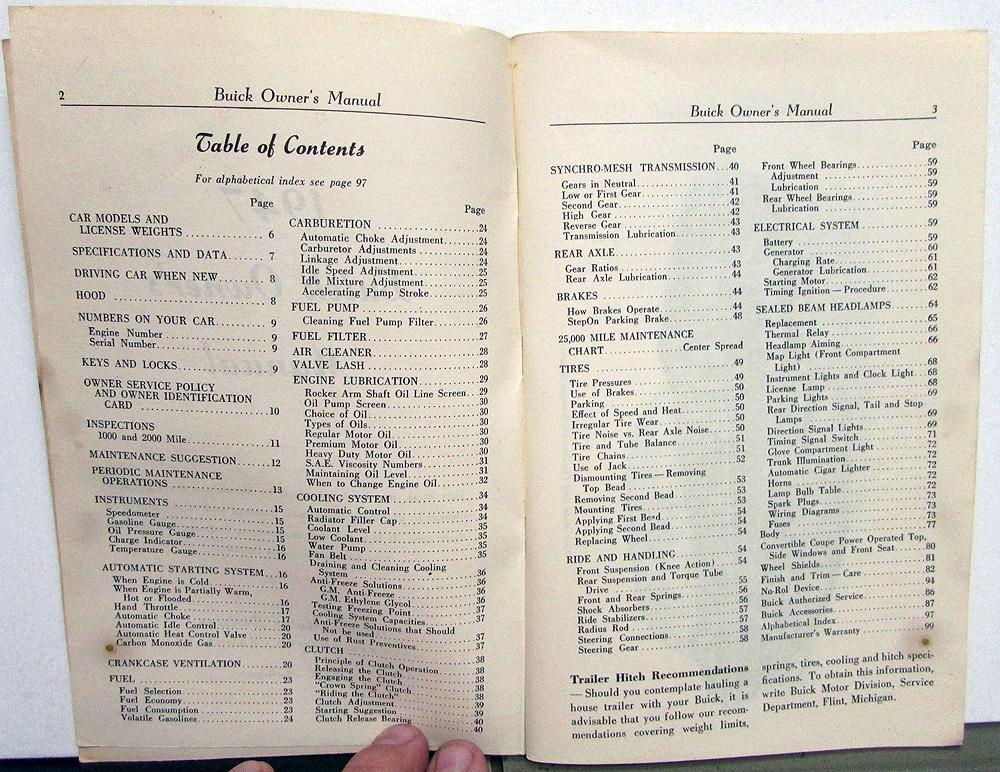 2
Buick Owner's Manual
Table of Contents
For alphabetical index see page 97
Page
CAR MODELS AND
LICENSE WEIGHTS 6
SPECIFICATIONS AND DATA 7
DRIVING CAR WHEN NEW 8
HOOD 8
NUMBERS ON YOUR CAR 9
Engine Number 9
Serial Number 9
KEYS AND LOCKS 9
OWNER SERVICE POLICY
AND OWNER IDENTIFICATION
CARD 10
INSPECTIONS
1000 and 2000 Mile 11
MAINTENANCE SUGGESTION 12
PERIODIC MAINTENANCE
OPERATIONS 13
INSTRUMENTS 15
Speedometer 15
Gasoline Gauge 15
Oil Pressure Gauge 15
Charge Indicator 16
Temperature Gauge 16
AUTOMATIC STARTING SYSTEM 16
When Engine is Cold 16
When Engine is Partially Warm,
Hot or Flooded 16
Hand Throttle 17
Automatic Choke 17
Automatic Idle Control 20
Automatic Heat Control Valve 20
Carbon Monoxide Gas 20
CRANKCASE VENTILATION 20
FUEL 23
Fuel Selection 23
Fuel Economy 23
Fuel Consumption 23
Volatile Gasolines 24
Page
CARBURETION 24
Automatic Choke Adjustment 24
Carburetor Adjustments 24
Linkage Adjustment 24
Idle Speed Adjustment 25
Idle Mixture Adjustment 25
Accelerating Pump Stroke 25
FUEL PUMP 26
Cleaning Fuel Pump Filter 26
FUEL FILTER 27
AIR CLEANER 28
VALVE LASH 28
ENGINE LUBRICATION 29
Rocker Arm Shaft Oil Line Screen 29
Oil Pump Screen 30
Choice of Oil 30
Types of Oils 30
Regular Motor Oil 30
Premium Motor Oil 30
Heavy Duty Motor Oil 30
S.A.E. Viscosity Numbers 31
Maintaining Oil Level 31
When to Change Engine Oil 32
COOLING SYSTEM 34
Automatic Control 34
Radiator Filler Cap 34
Coolant Level 35
Low Coolant 35
Water Pump 35
Fan Belt 35
Draining and Cleaning Cooling
System 36
Anti-Freeze Solutions 36
G.M. Anti-Freeze 36
G.M. Ethylene Glycol 36
Testing Freezing Point 37
Cooling System Capacities 37
Anti-Freeze Solutions that Should
Not be used 37
Use of Rust Preventives 37
CLUTCH 38
Principle of Clutch Operation 38
Releasing the Clutch 38
Engaging the Clutch 38
"Crown Spring" Clutch 38
"Riding the Clutch" 39
Clutch Adjustment 39
Starting Suggestion 40
Clutch Release Bearing 40
Buick Owner's Manual
3
Page
SYNCHRO-MESH TRANSMISSION 40
Gears in Neutral 41
Low or First Gear 41
Second Gear 42
High Gear 42
Reverse Gear 43
Transmission Lubrication 43
REAR AXLE 43
Gear Ratios 43
Rear Axle Lubrication 44
BRAKES 44
How Brakes Operate 44
StepOn Parking Brake 48
25,000 MILE MAINTENANCE
CHART Center Spread
TIRES 49
Tire Pressures 49
Use of Brakes 50
Parking 50
Effect of Speed and Heat 50
Irregular Tire Wear 50
Tire Noise vs. Rear Axle Noise 50
Tire and Tube Balance 51
Tire Chains 51
Use of Jack 52
Dismounting Tires—Removing
Top Bead 53
Removing Second Bead 53
Mounting Tires 53
Applying First Bead 54
Applying Second Bead 54
Replacing Wheel 54
RIDE AND HANDLING 54
Front Suspension (Knee Action) 54
Rear Suspension and Torque Tube
Drive 55
Front and Rear Springs 56
Shock Absorbers 56
Ride Stabilizers 57
Radius Rod 57
Steering Connections 58
Steering Gear 58
Trailer Hitch Recommendations
—Should you contemplate hauling a
house trailer with your Buick, it is
advisable that you follow our recom-
mendations covering weight limits,
Page
Front Wheel Bearings 59
Adjustment 59
Lubrication 59
Rear Wheel Bearings 59
Lubrication 59
ELECTRICAL SYSTEM 59
Battery 59
Generator 60
Charging Rate 61
Generator Lubrication 61
Starting Motor 62
Timing Ignition—Procedure 62
SEALED BEAM HEADLAMPS 64
Replacement 65
Thermal Relay 66
Headlamp Aiming 66
Map Light (Front Compartment
Light) 68
Instrument Lights and Clock Light 68
License Lamp 68
Parking Lights 69
Rear Direction Signal, Tail and Stop
Lamps 69
Direction Signal Lights 69
Timing Signal Switch 71
Glove Compartment Light 72
Trunk Illumination 72
Automatic Cigar Lighter 72
Horns 72
Lamp Bulb Table 72
Spark Plugs 73
Wiring Diagrams 73
Fuses 77
Body
Convertible Coupe Power Operated Top,
Side Windows and Front Seat 80
Wheel Shields 81
Finish and Trim—Care 82
No-Rol Device 94
Buick Authorized Service 86
Buick Accessories 87
Alphabetical Index 97
Manufacturer's Warranty 99
springs, tires, cooling and hitch speci-
fications. To obtain this information,
write Buick Motor Division, Service
Department, Flint, Michigan.